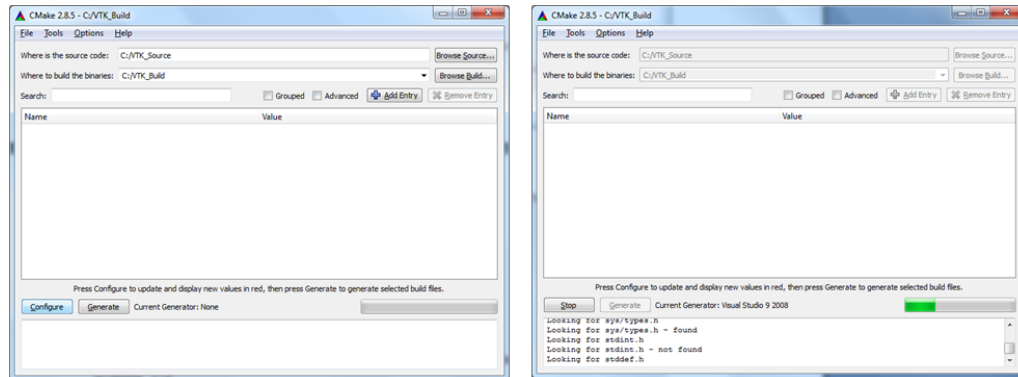 CMake 2.8.5 - C:/VTK_Build
File Tools Options Help
Where is the source code: C:/VTK_Source Browse Source...
Where to build the binaries: C:/VTK_Build Browse Build...
Search: Grouped Advanced Add Entry Remove Entry
Name Value
Press Configure to update and display new values in red, then press Generate to generate selected build files.
Configure Generate Current Generator: None
CMake 2.8.5 - C:/VTK_Build
File Tools Options Help
Where is the source code: C:/VTK_Source Browse Source...
Where to build the binaries: C:/VTK_Build Browse Build...
Search: Grouped Advanced Add Entry Remove Entry
Name Value
Press Configure to update and display new values in red, then press Generate to generate selected build files.
Stop Generate Current Generator: Visual Studio 9 2008
Looking for sys/types.h
Looking for sys/types.h - found
Looking for stdint.h
Looking for stdint.h - not found
Looking for stddef.h